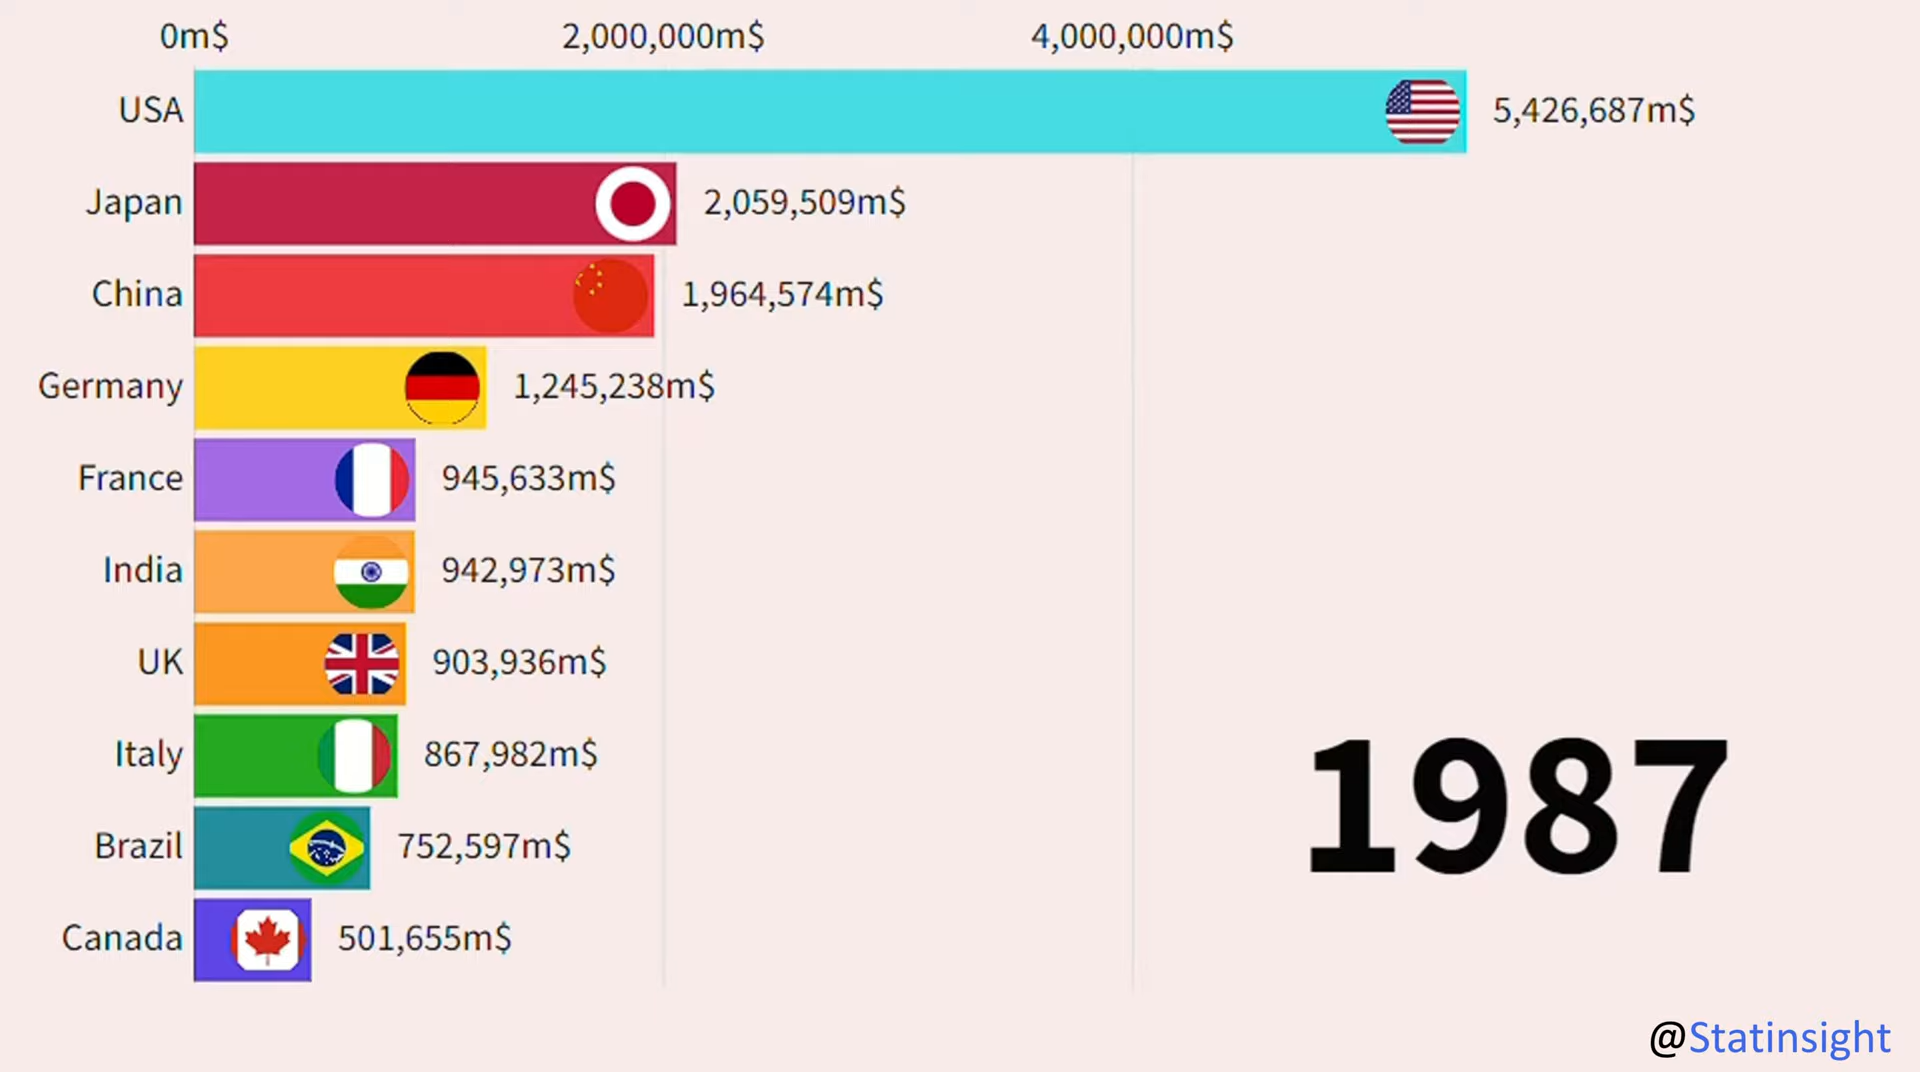 0m$ 2,000,000m$ 4,000,000m$
USA 5,426,687m$
Japan 2,059,509m$
China 1,964,574m$
Germany 1,245,238m$
France 945,633m$
India 942,973m$
UK 903,936m$
Italy 867,982m$
Brazil 752,597m$
Canada 501,655m$
1987
@Statinsight